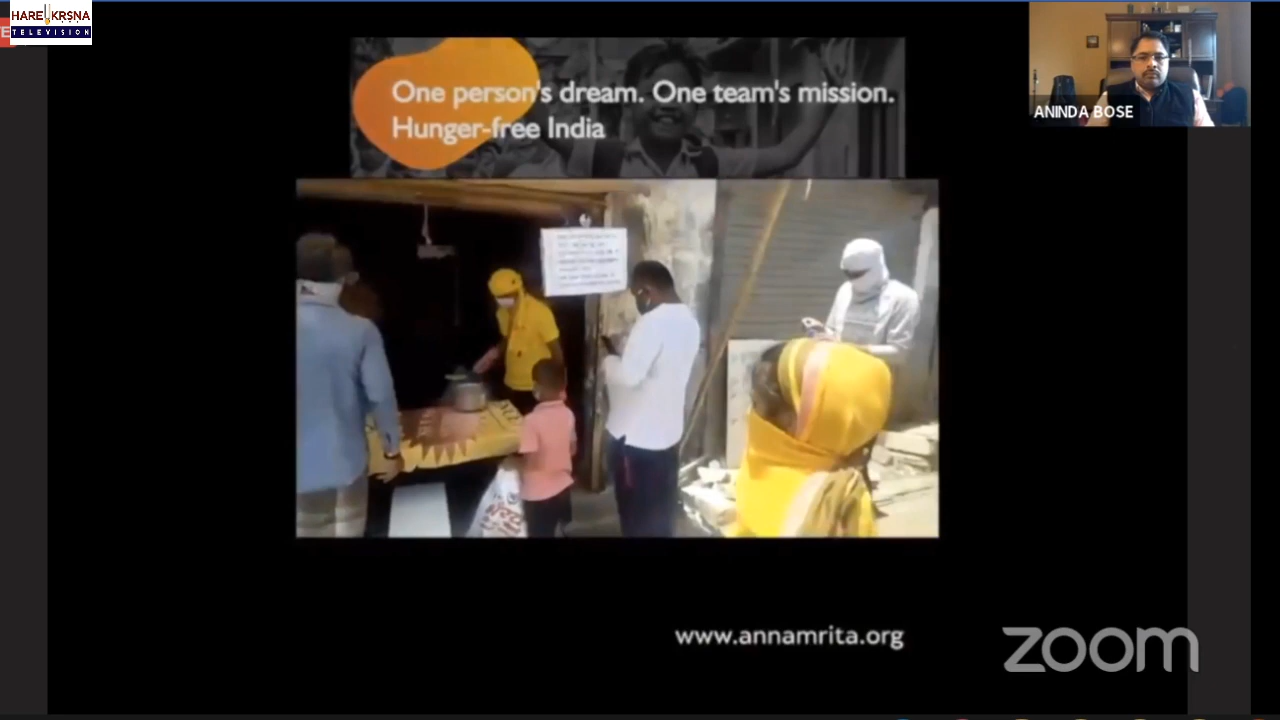 HARE KRSNA
TELEVISION
One person's dream. One team's mission.
Hunger-free India
ANINDA BOSE
www.annamrita.org
zoom